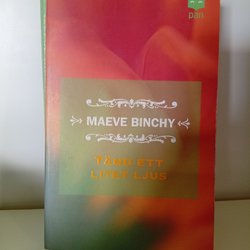 pan
MAEVE BINCHY
TÄND ETT
LITET LJUS